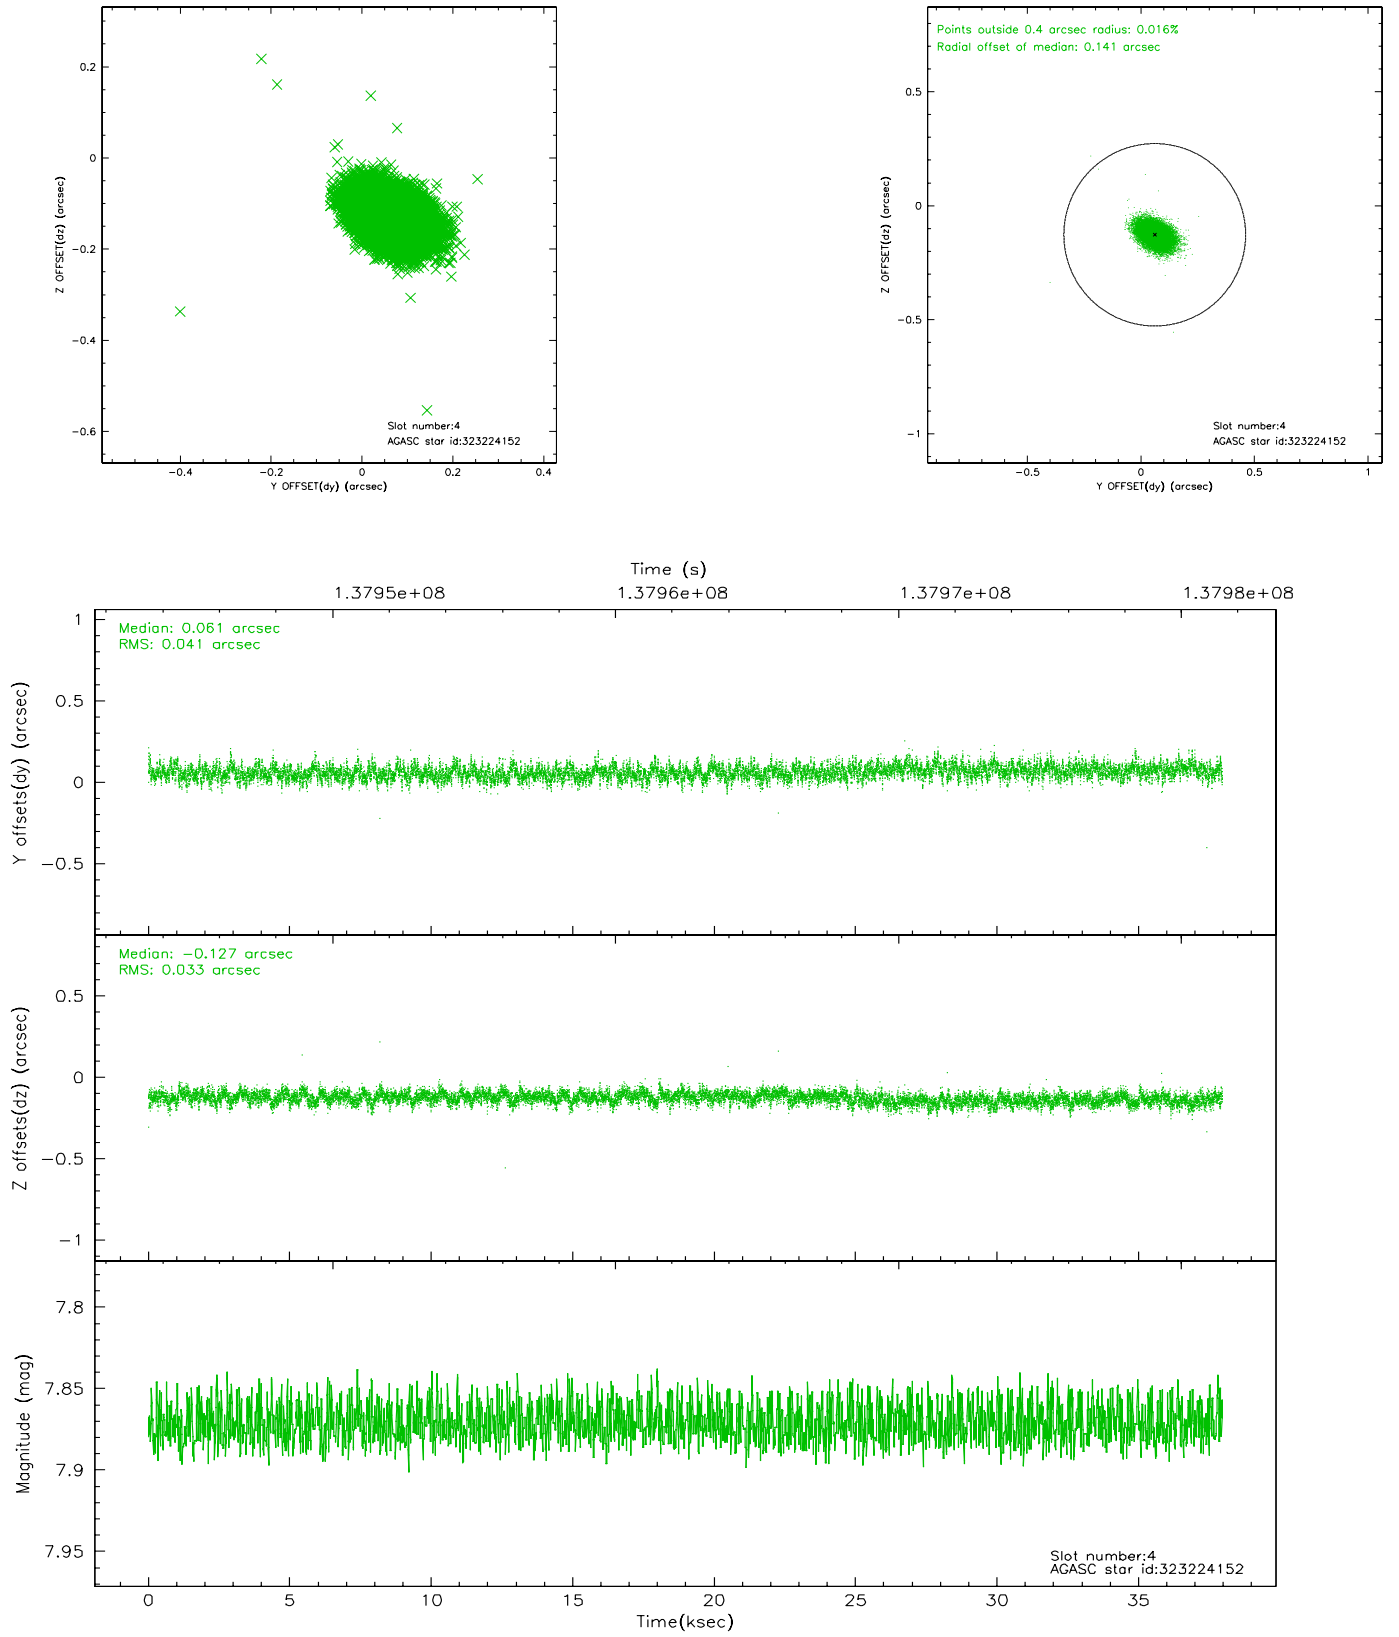 0.2
0
−0.2
−0.4
−0.6
Z OFFSET(dz) (arcsec)
−0.4
−0.2
0
0.2
0.4
Y OFFSET(dy) (arcsec)
Slot number:4
AGASC star id:323224152
Points outside 0.4 arcsec radius: 0.016%
Radial offset of median: 0.141 arcsec
0.5
0
−0.5
−1
Z OFFSET(dz) (arcsec)
−0.5
0
0.5
1
Y OFFSET(dy) (arcsec)
Slot number:4
AGASC star id:323224152
Time (s)
1.3795e+08
1.3796e+08
1.3797e+08
1.3798e+08
Median: 0.061 arcsec
RMS: 0.041 arcsec
1
0.5
0
−0.5
Y offsets(dy) (arcsec)
Median: −0.127 arcsec
RMS: 0.033 arcsec
0.5
0
−0.5
−1
Z offsets(dz) (arcsec)
7.8
7.85
7.9
7.95
Magnitude (mag)
Slot number:4
AGASC star id:323224152
0
5
10
15
20
25
30
35
Time(ksec)